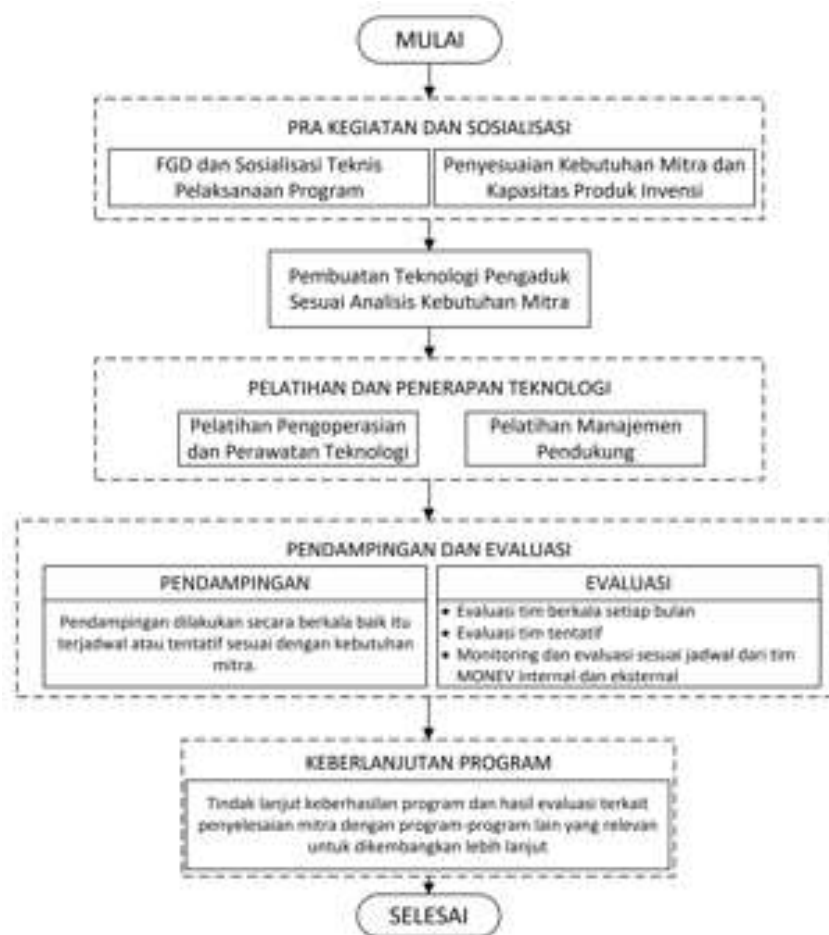 MULAI
PRA KEGIATAN DAN SOSIALISASI
FGD dan Sosialisasi Teknis
Pelaksanaan Program
Penyesuaian Kebutuhan Mitra dan
Kapasitas Produk Invensi
Pembuatan Teknologi Pengaduk
Sesuai Analisis Kebutuhan Mitra
PELATIHAN DAN PENERAPAN TEKNOLOGI
Pelatihan Pengoperasian
dan Perawatan Teknologi
Pelatihan Manajemen
Pendukung
PENDAMPINGAN DAN EVALUASI
PENDAMPINGAN
Pendampingan dilakukan secara berkala baik itu
terjadwal atau tentatif sesuai dengan kebutuhan
mitra.
EVALUASI
• Evaluasi tim berkala setiap bulan
• Evaluasi tim tentatif
• Monitoring dan evaluasi sesuai jadwal dari tim
MONEV internal dan eksternal
KEBERLANJUTAN PROGRAM
Tindak lanjut keberhasilan program dan hasil evaluasi terkait
penyelesaian mitra dengan program-program lain yang relevan
untuk dikembangkan lebih lanjut
SELESAI